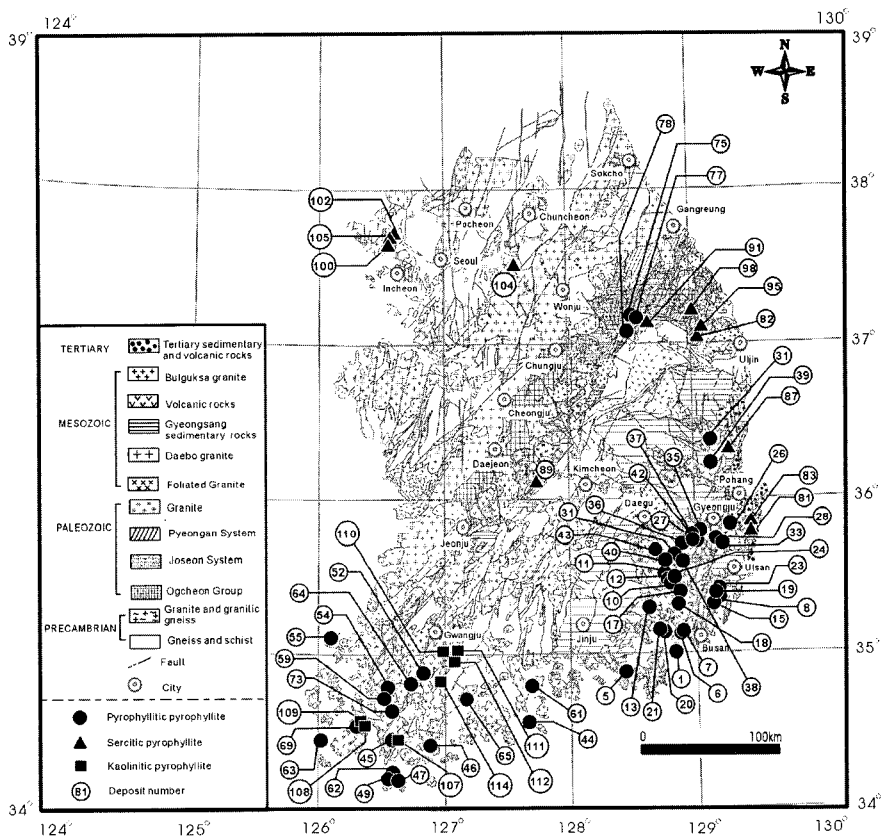 124°
130°
39°
39°
N
W E
S
78
75
77
Sokcho
38°
38°
102
105
100
Pocheon
Chuncheon
Gangreung
Seoul
Incheon
104
Wonju
91
98
95
82
37°
37°
Uljin
Chungju
Cheongju
Daejeon
89
Kimcheon
31
39
87
37
35
42
26
83
81
Pohang
36°
36°
Daegu
Gyeongju
36
31
27
43
40
28
33
24
Ulsan
11
12
10
17
23
19
8
15
18
Jeonju
110
52
64
54
55
59
73
109
69
63
108
62
49
45
47
107
46
65
114
112
111
44
61
Gwangju
Jinju
Busan
5
13
21
1
20
7
6
38
35°
TERTIARY
Tertiary sedimentary
and volcanic rocks
MESOZOIC
Bulguksa granite
Volcanic rocks
Gyeongsang
sedimentary rocks
Daebo granite
Foliated Granite
PALEOZOIC
Granite
Pyeongan System
Joseon System
Ogcheon Group
PRECAMBRIAN
Granite and granilic
gneiss
Gneiss and schist
Fault
City
Pyrophyllitic pyrophyllite
Sercitic pyrophyllite
Kaolinitic pyrophyllite
81 Deposit number
0 100km
34°
34°
124°
125°
126°
127°
128°
129°
130°